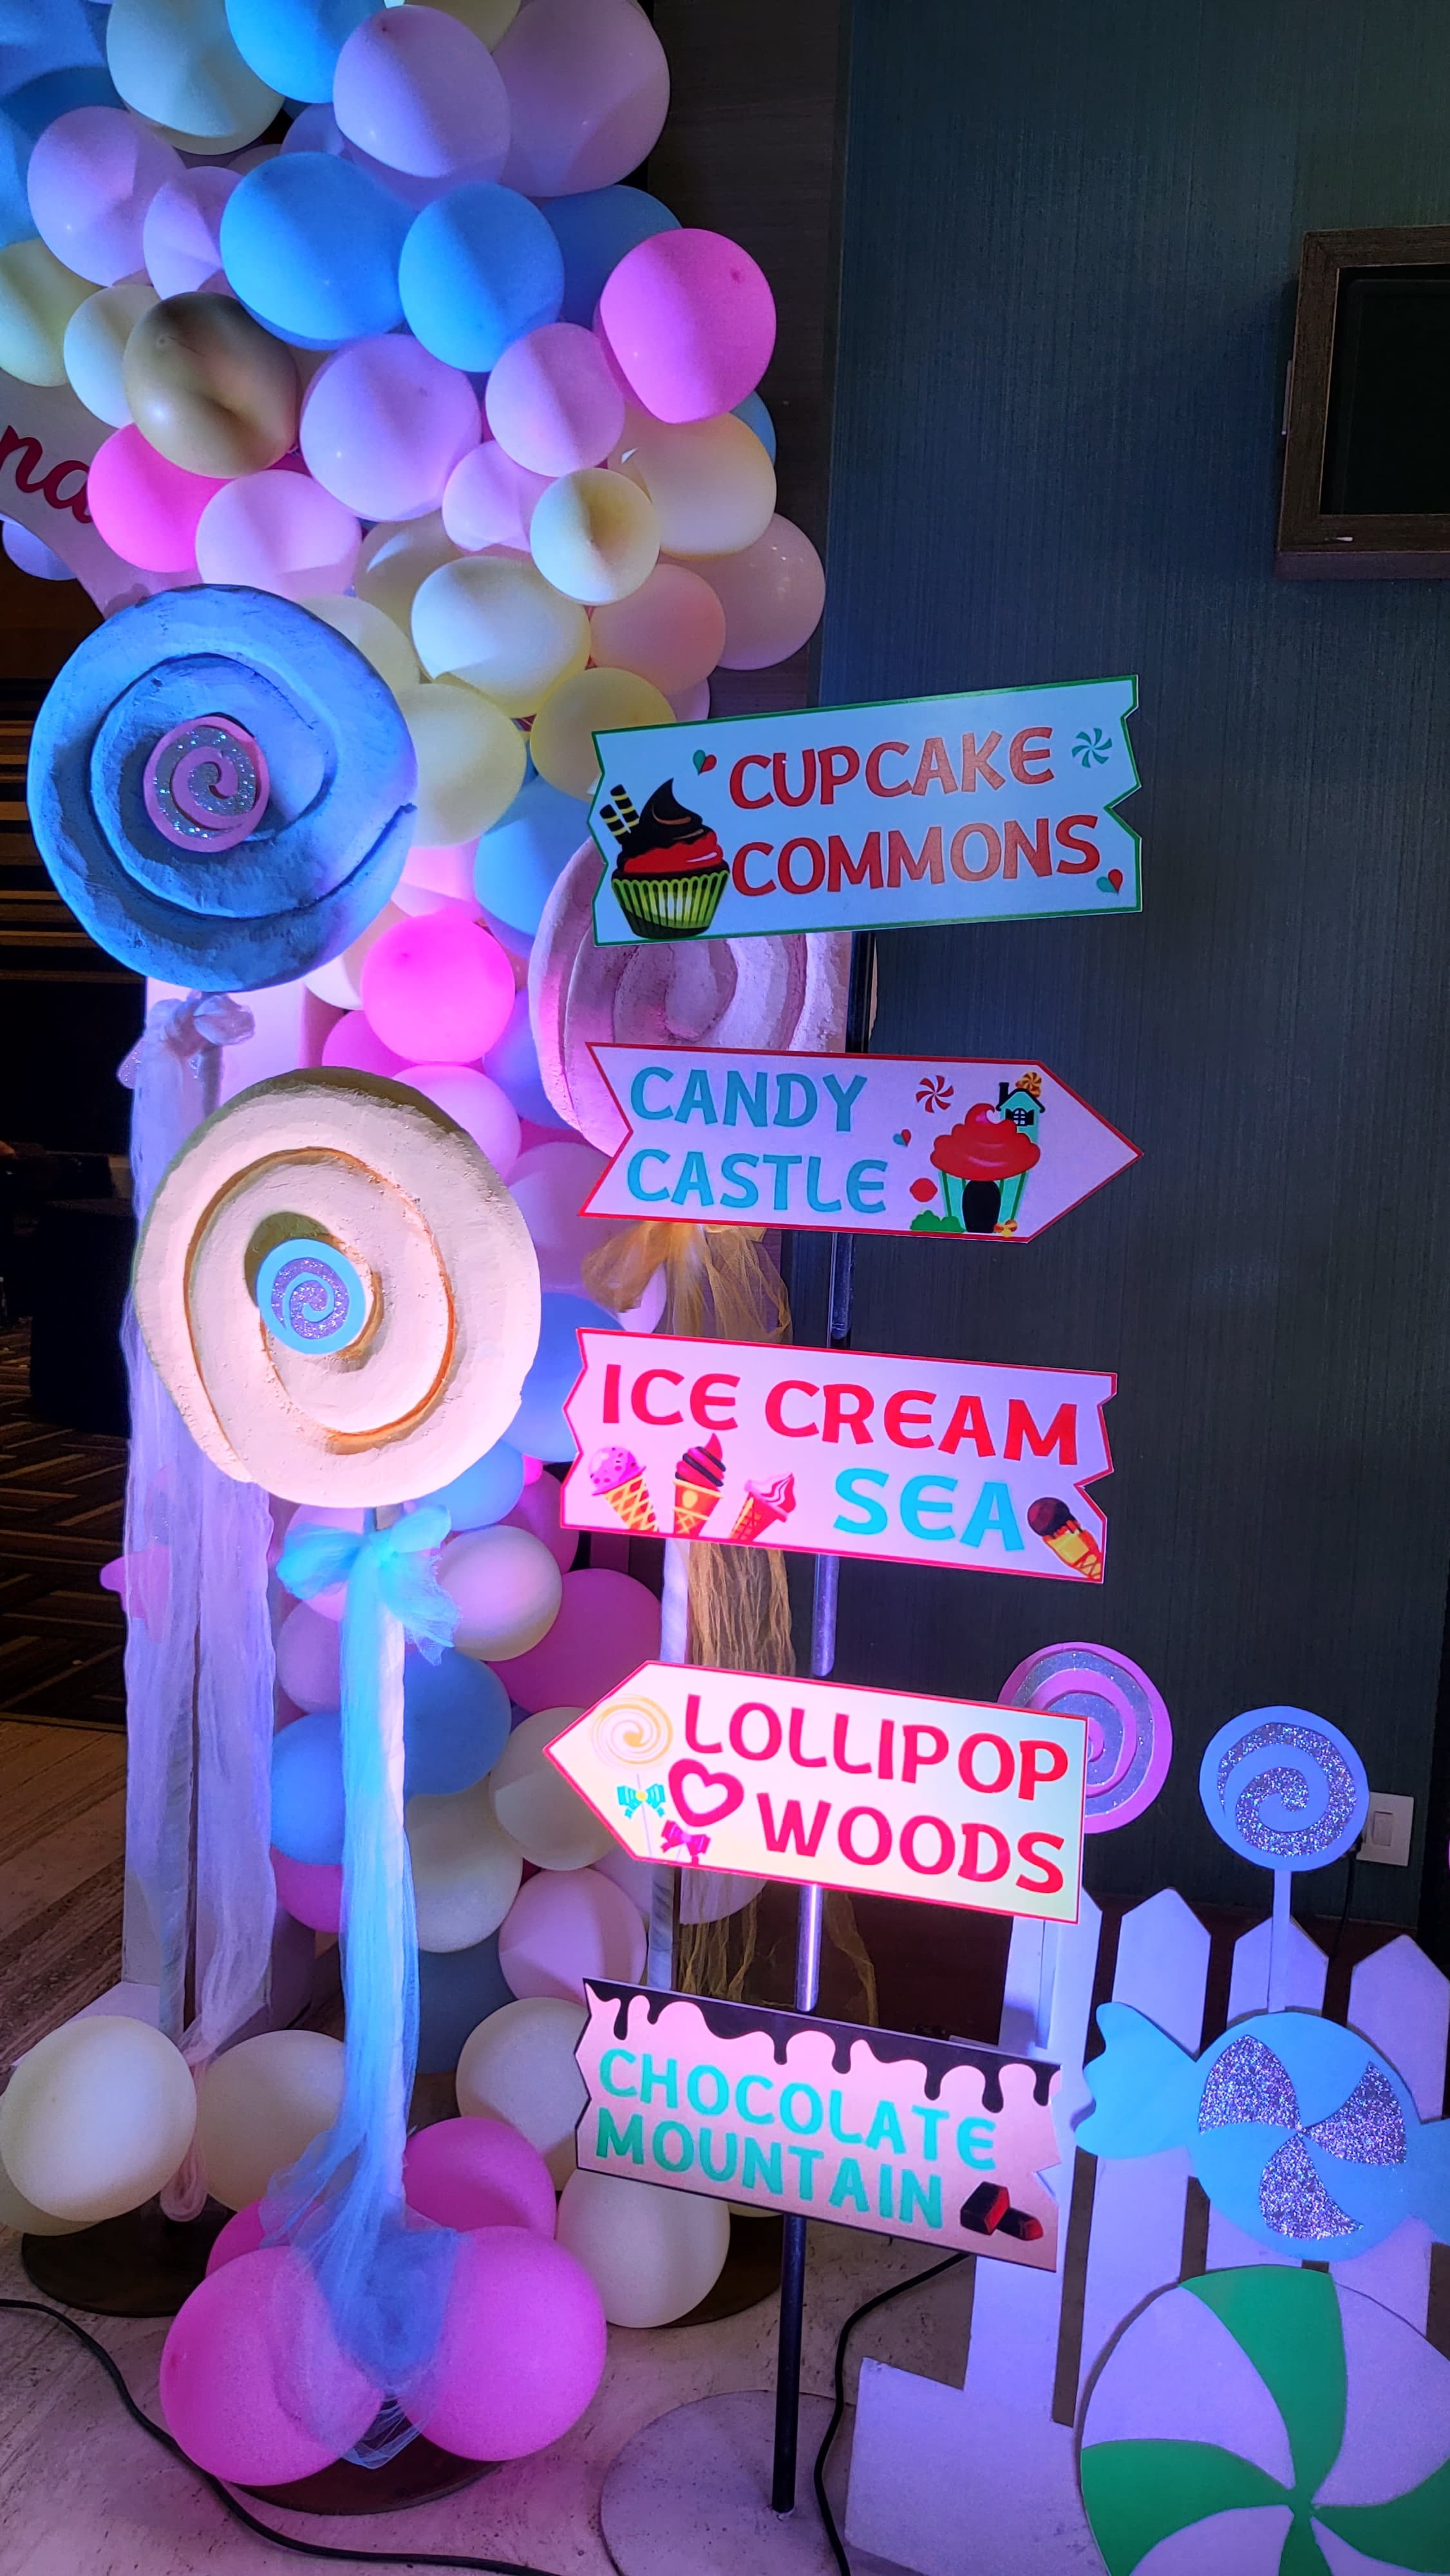 CUPCAKE
COMMONS
CANDY
CASTLE
ICE CREAM
SEA
LOLLIPOP
WOODS
CHOCOLATE
MOUNTAIN